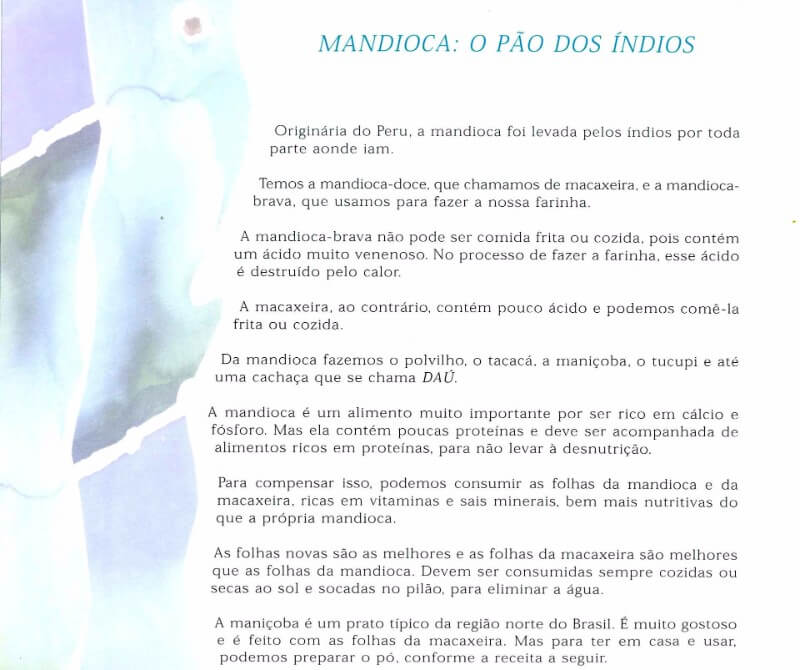 MANDIOCA: O PÃO DOS ÍNDIOS
Originária do Peru, a mandioca foi levada pelos índios por toda
parte aonde iam.
Temos a mandioca-doce, que chamamos de macaxeira, e a mandioca-
brava, que usamos para fazer a nossa farinha.
A mandioca-brava não pode ser comida frita ou cozida, pois contém
um ácido muito venenoso. No processo de fazer a farinha, esse ácido
é destruído pelo calor.
A macaxeira, ao contrário, contém pouco ácido e podemos comê-la
frita ou cozida.
Da mandioca fazemos o polvilho, o tacacá, a maniçoba, o tucupi e até
uma cachaça que se chama DAÚ.
A mandioca é um alimento muito importante por ser rico em cálcio e
fósforo. Mas ela contém poucas proteínas e deve ser acompanhada de
alimentos ricos em proteínas, para não levar à desnutrição.
Para compensar isso, podemos consumir as folhas da mandioca e da
macaxeira, ricas em vitaminas e sais minerais, bem mais nutritivas do
que a própria mandioca.
As folhas novas são as melhores e as folhas da macaxeira são melhores
que as folhas da mandioca. Devem ser consumidas sempre cozidas ou
secas ao sol e socadas no pilão, para eliminar a água.
A maniçoba é um prato típico da região norte do Brasil. É muito gostoso
e é feito com as folhas da macaxeira. Mas para ter em casa e usar,
podemos preparar o pó, conforme a receita a seguir.